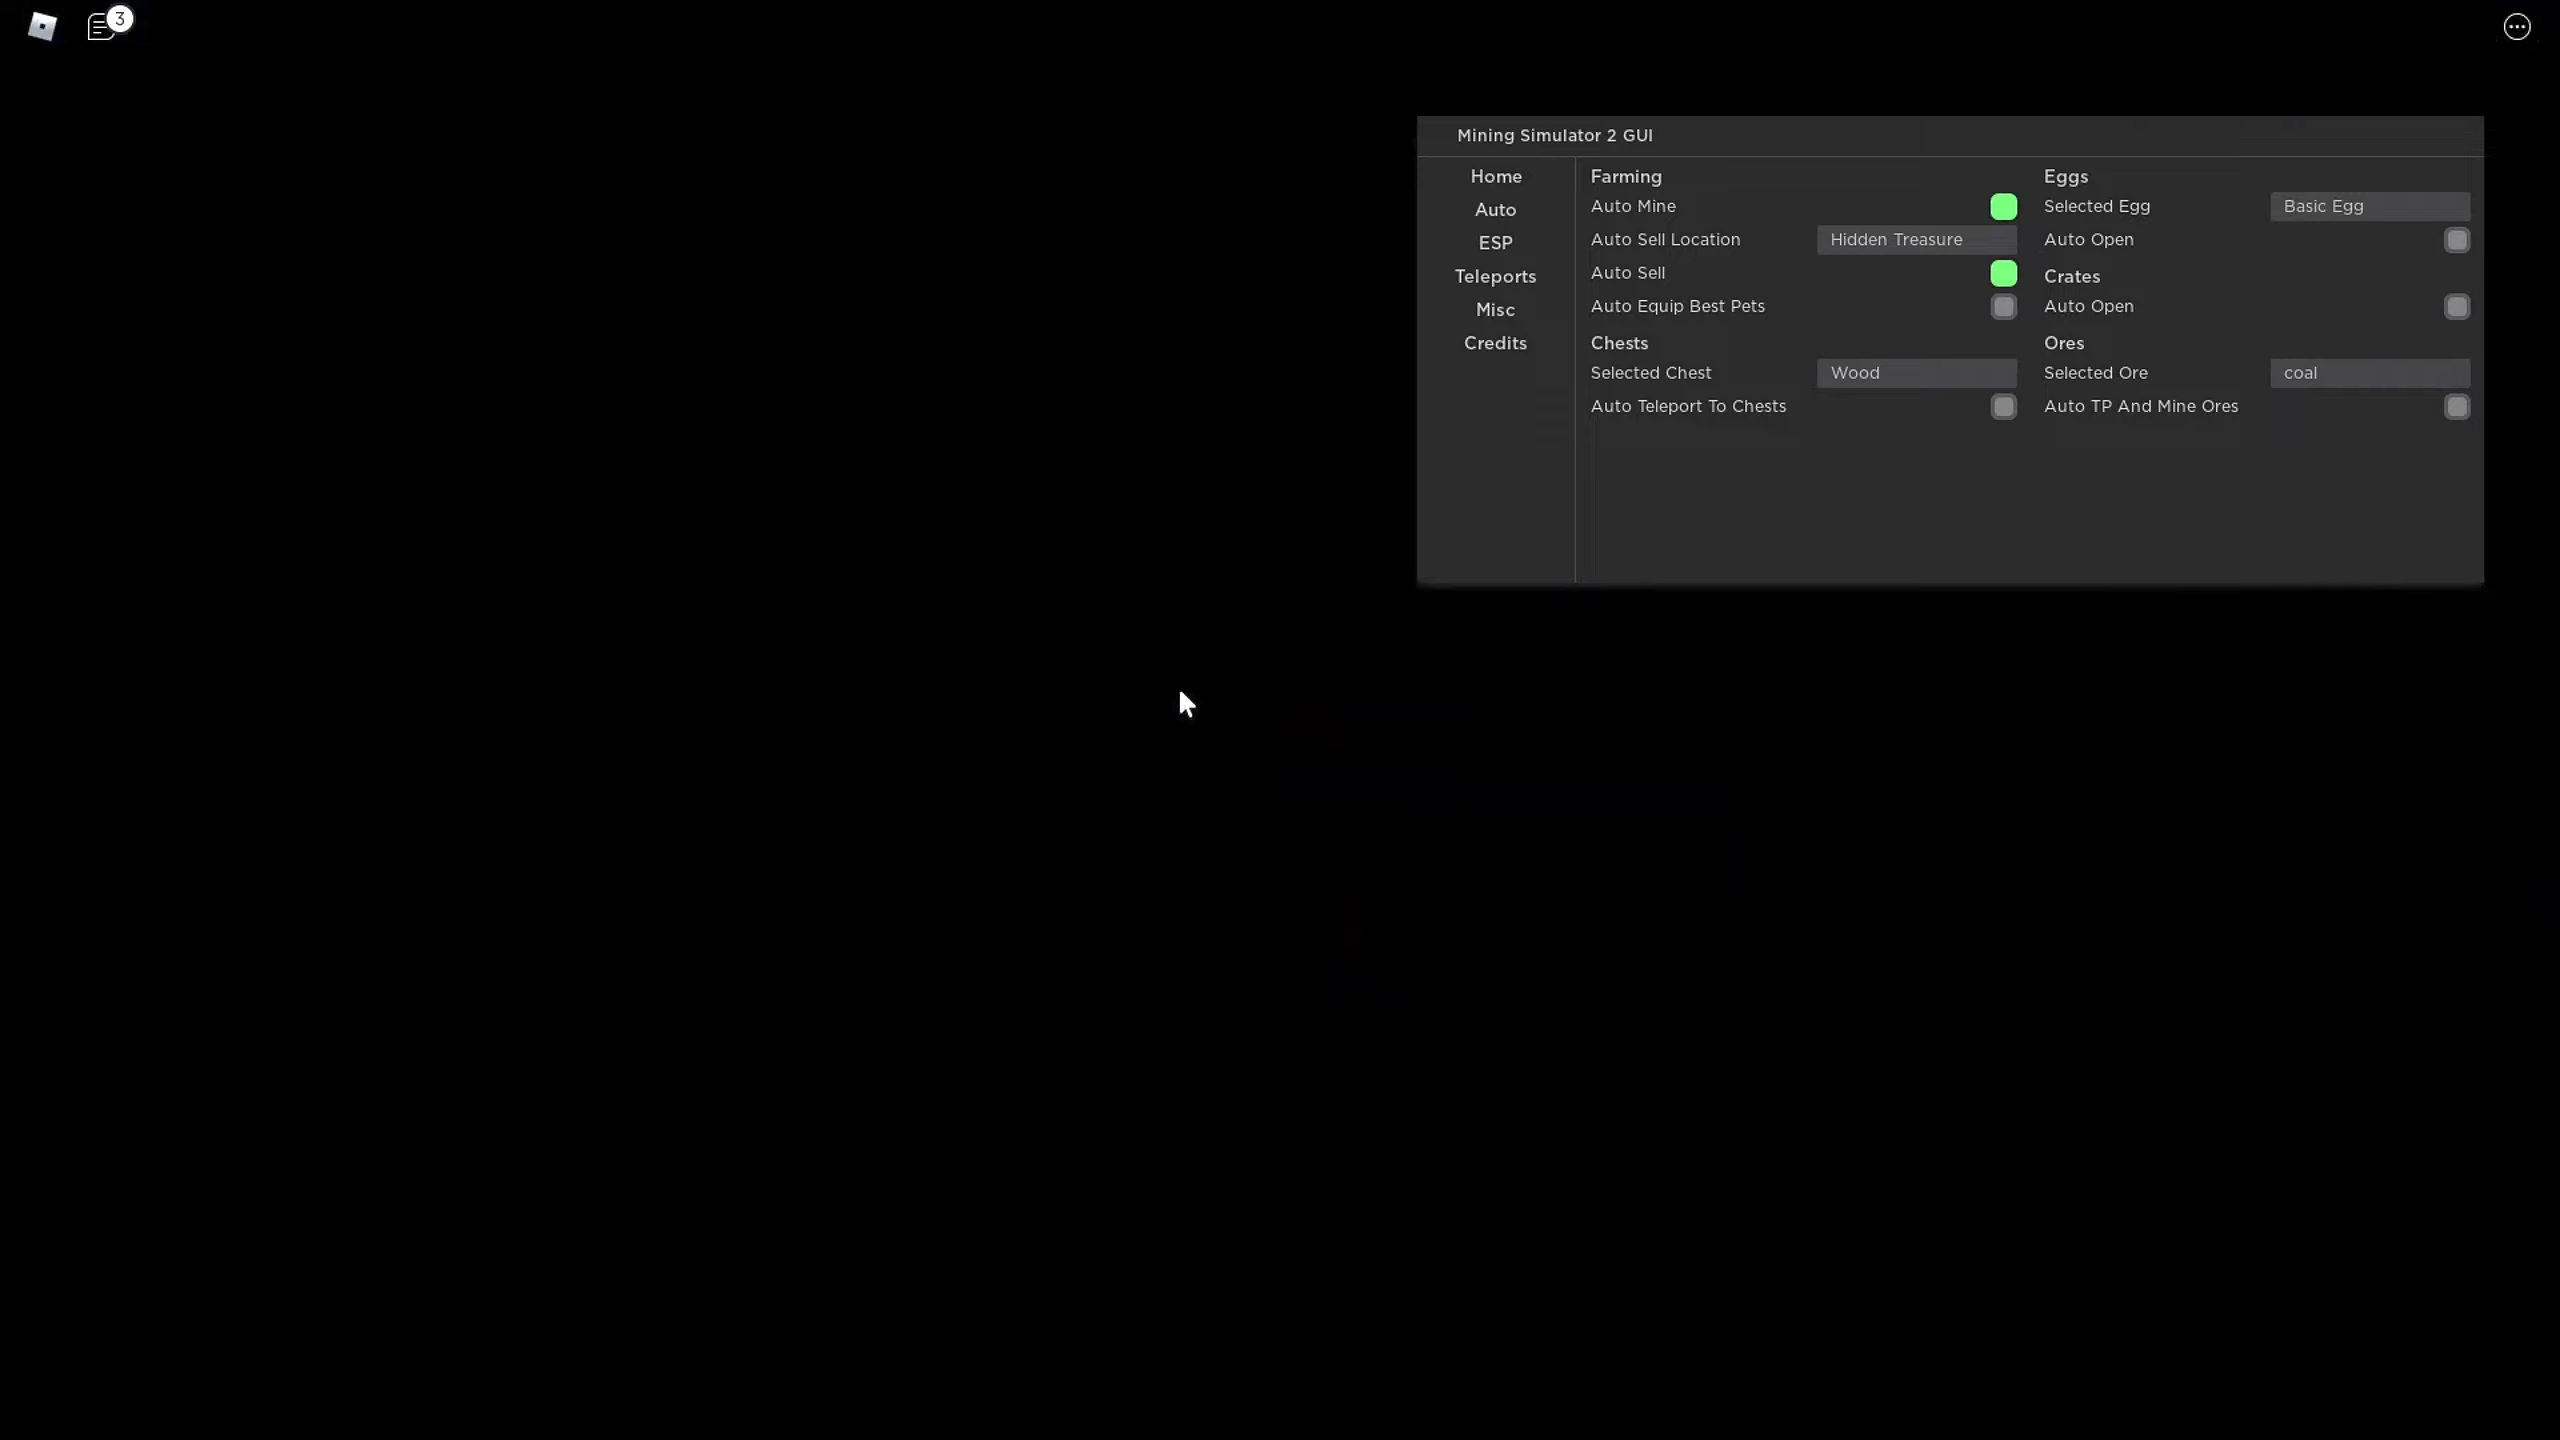 3
Mining Simulator 2 GUI
Home
Auto
ESP
Teleports
Misc
Credits
Farming
Auto Mine
Auto Sell Location Hidden Treasure
Auto Sell
Auto Equip Best Pets
Chests
Selected Chest Wood
Auto Teleport To Chests
Eggs
Selected Egg Basic Egg
Auto Open
Crates
Auto Open
Ores
Selected Ore coal
Auto TP And Mine Ores